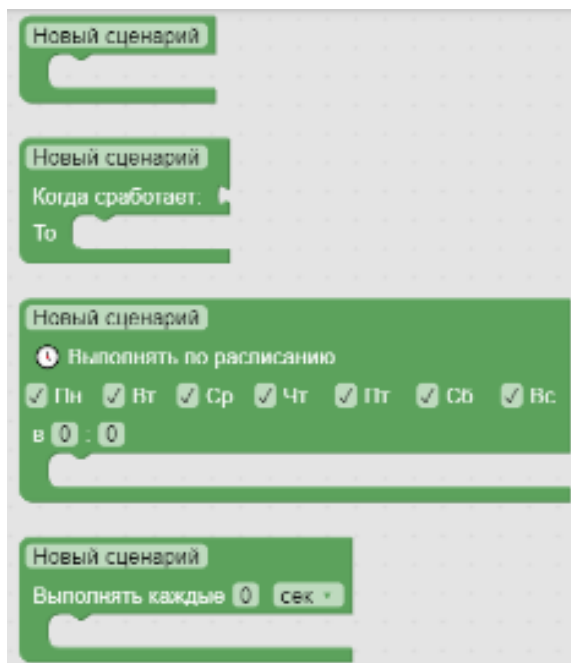 Новый сценарий
Новый сценарий
Когда сработает:
То
Новый сценарий
Выполнять по расписанию
Пн Вт Ср Чт Пт Сб Вс
в 0 : 0
Новый сценарий
Выполнять каждые 0 сек